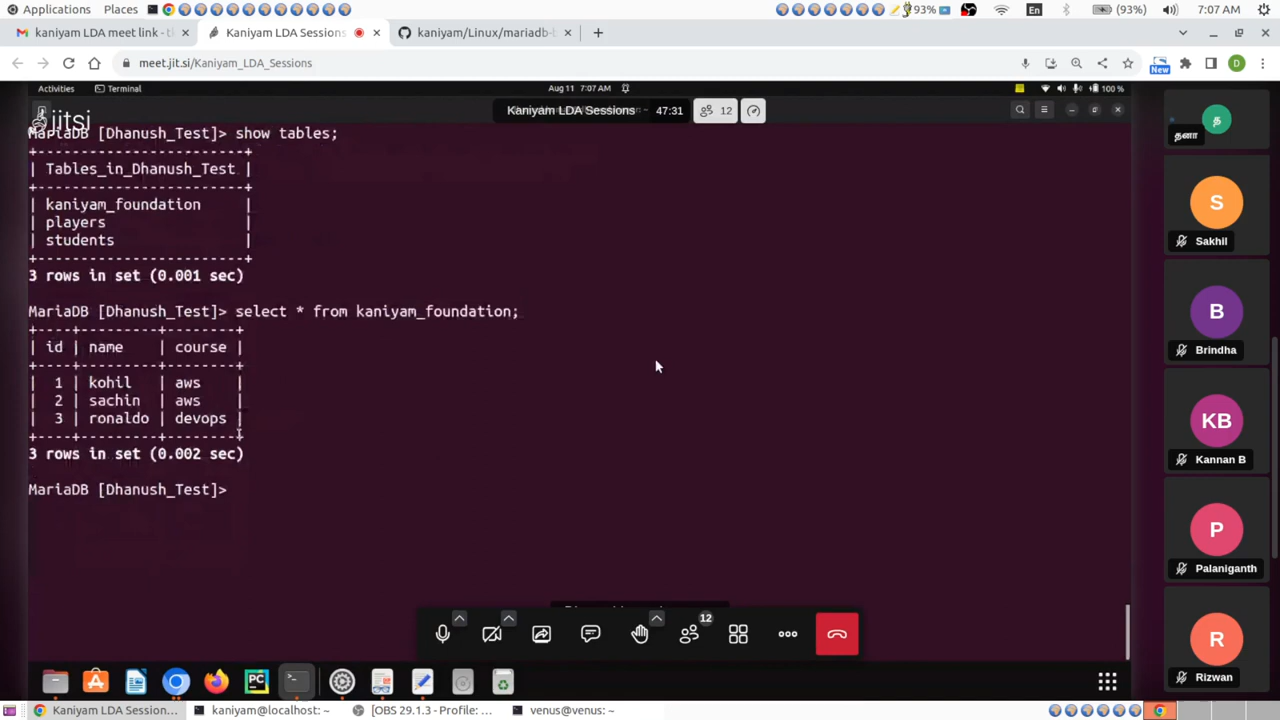 Applications Places 93% En (93%) 7:07 AM
kaniyam LDA meet link - t
Kaniyam LDA Sessions
kaniyam/Linux/mariadb-b
meet.jit.si/Kaniyam_LDA_Sessions
New
D
Activities Terminal Aug 11 7:07 AM 100 %
jitsi
Kaniyam LDA Sessions 47:31 12
MariaDB [Dhanush_Test]> show tables;
+------------------------+
| Tables_in_Dhanush_Test |
+------------------------+
| kaniyam_foundation |
| players |
| students |
+------------------------+
3 rows in set (0.001 sec)
MariaDB [Dhanush_Test]> select * from kaniyam_foundation;
+----+---------+--------+
| id | name | course |
+----+---------+--------+
| 1 | kohil | aws |
| 2 | sachin | aws |
| 3 | ronaldo | devops |
+----+---------+--------+
3 rows in set (0.002 sec)
MariaDB [Dhanush_Test]>
த
தனா
S
Sakhil
B
Brindha
KB
Kannan B
P
Palaniganth
R
Rizwan
12
PC
Kaniyam LDA Session... kaniyam@localhost: ~ [OBS 29.1.3 - Profile: ... venus@venus: ~